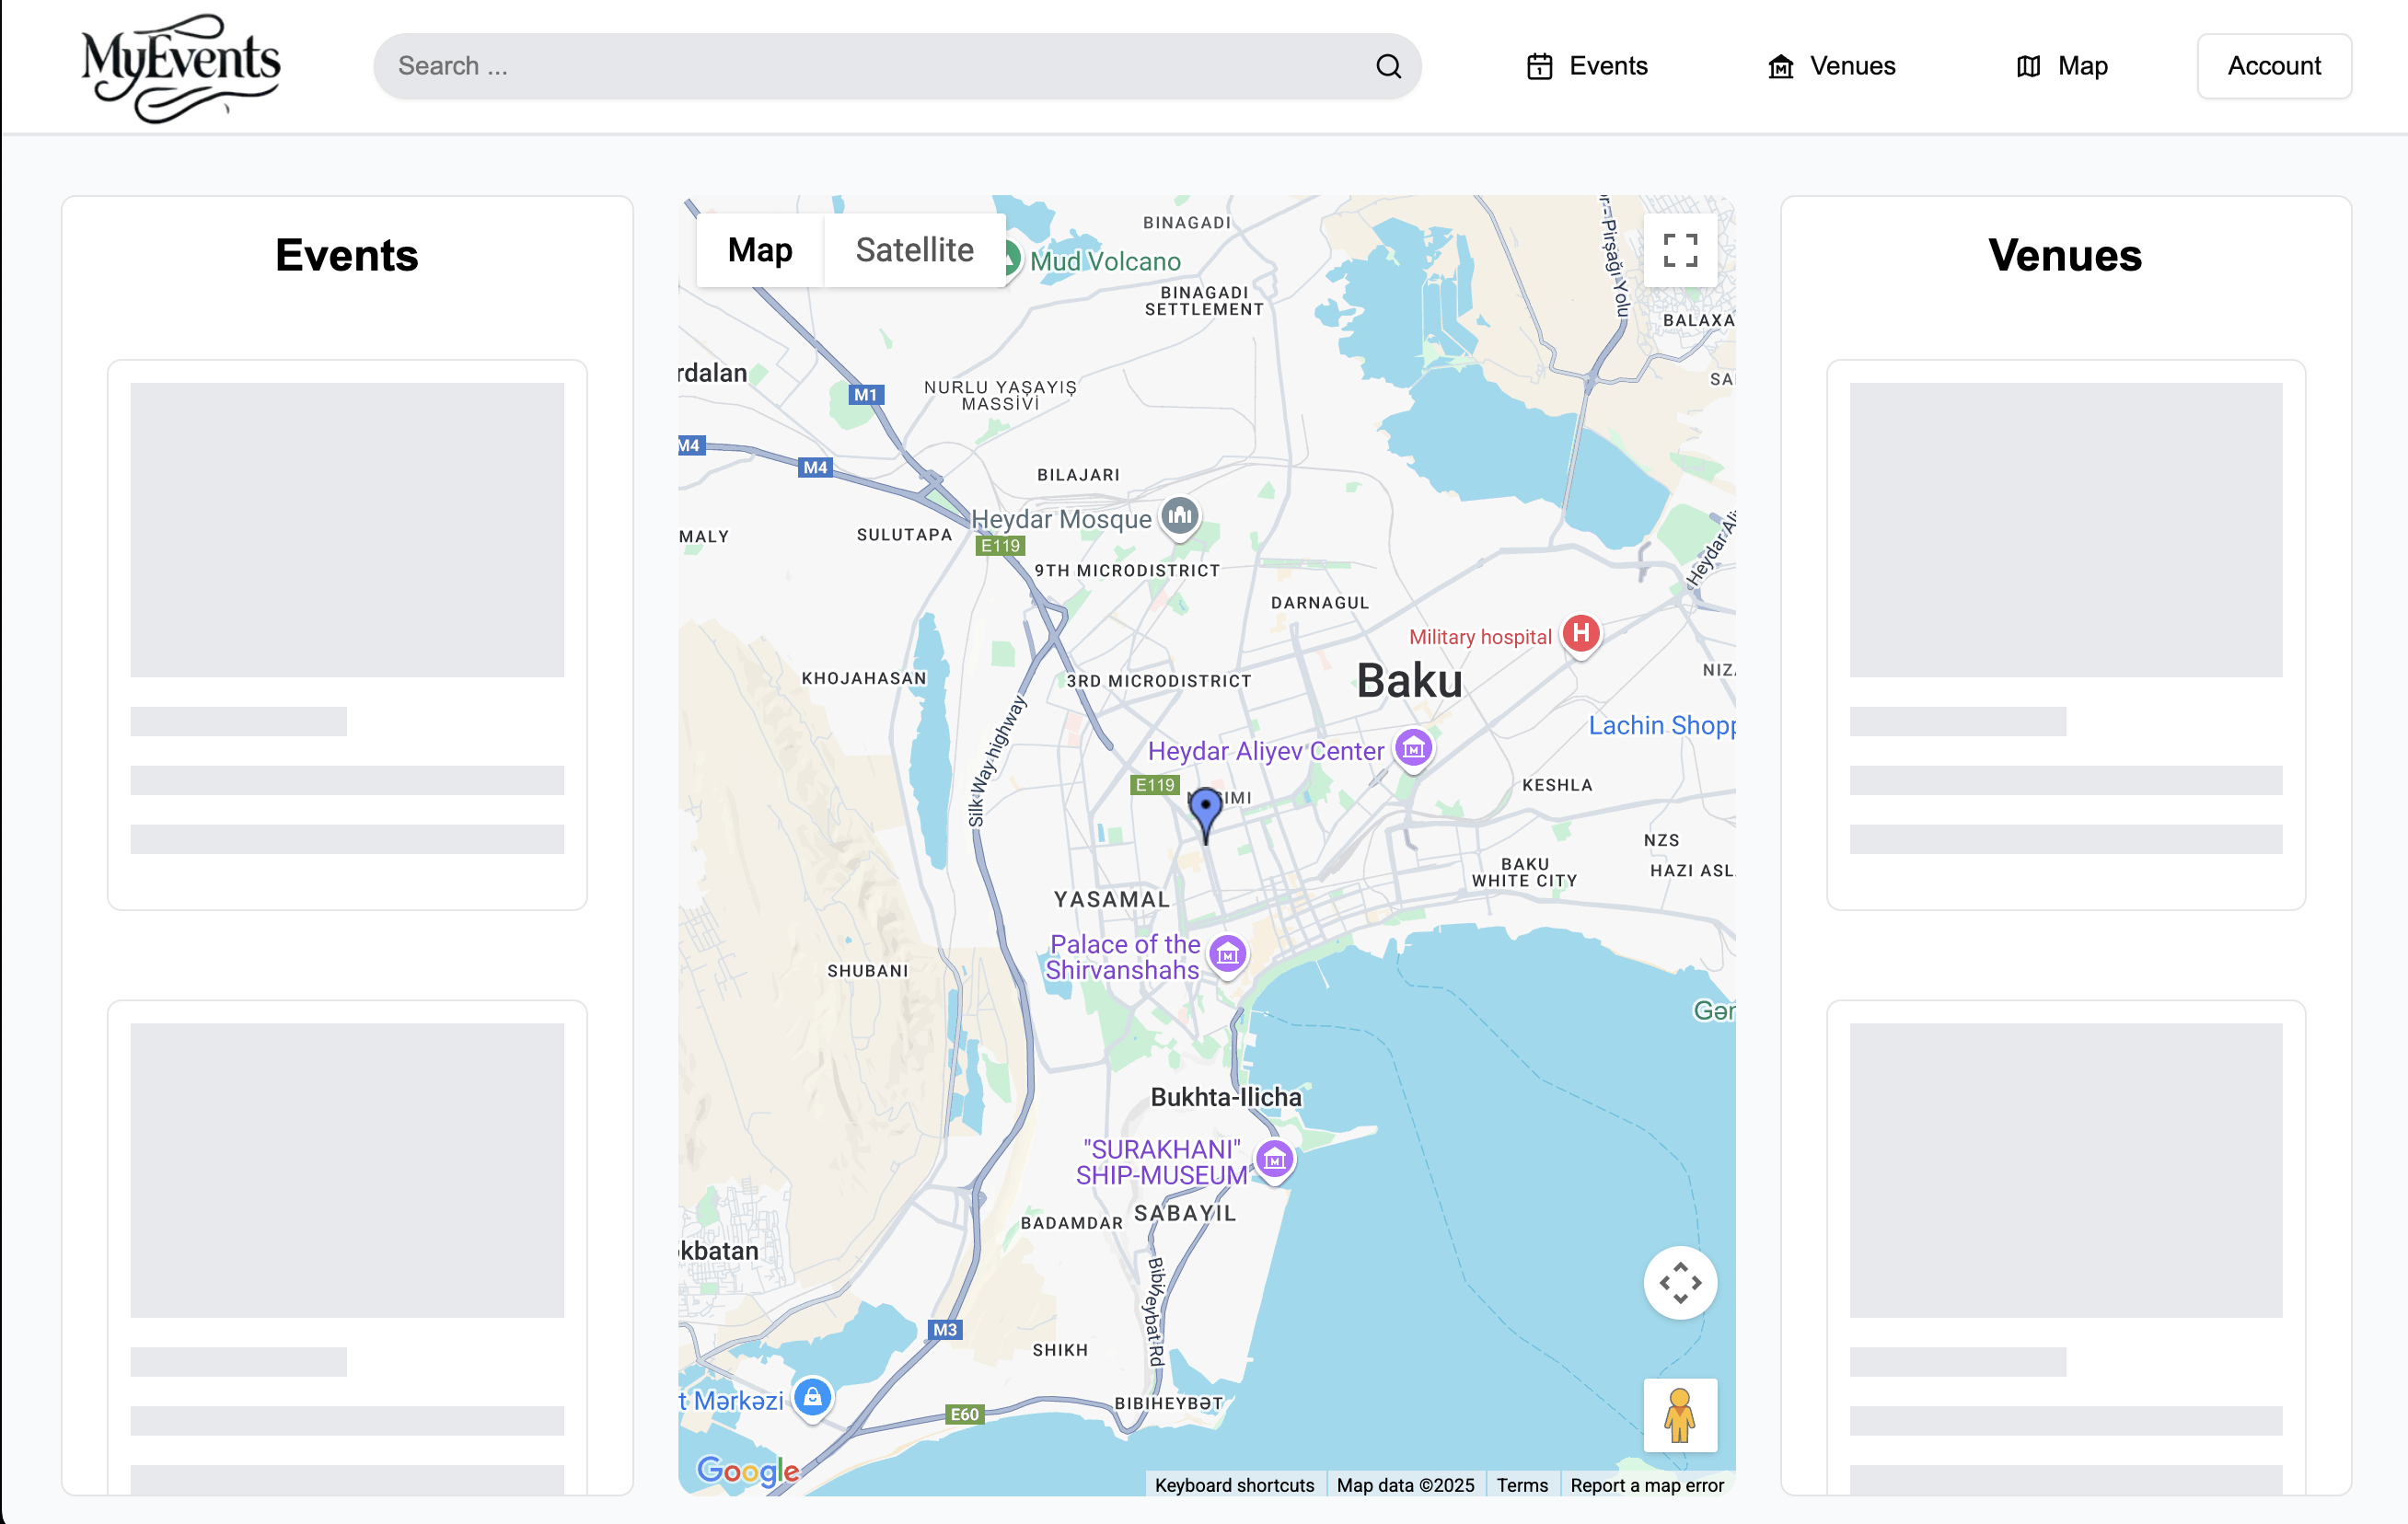 MyEvents
Search ...
Events
Venues
Map
Account
Events
Map
Satellite
Mud Volcano
BINAGADI
BINAGADI
SETTLEMENT
BALAXA
rdalan
M1
NURLU YAŞAYIŞ
MASSİVİ
SA
M4
M4
BILAJARI
MALY
SULUTAPA
Heydar Mosque
E119
9TH MICRODISTRICT
Heydar Ali
DARNAGUL
Military hospital
H
KHOJAHASAN
3RD MICRODISTRICT
Baku
NIZ
Silk Way highway
Lachin Shopp
Heydar Aliyev Center
E119
KESHLA
NZS
BAKU
WHITE CITY
HAZI ASL
YASAMAL
Palace of the
Shirvanshahs
SHUBANI
Gər
Bukhta-Ilicha
"SURAKHANI"
SHIP-MUSEUM
BADAMDAR
SABAYIL
kbatan
Bibiheybat Rd
M3
SHIKH
t Mərkəzi
E60
BIBIHEYBƏT
Google
Keyboard shortcuts
Map data ©2025
Terms
Report a map error
Venues